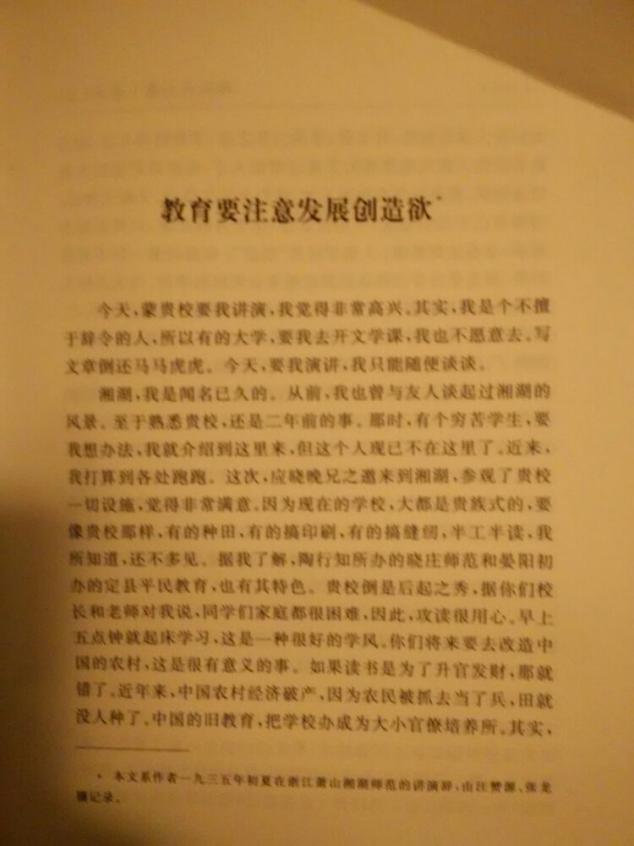 教育要注意发展创造欲*
今天,蒙贵校要我讲演,我觉得非常高兴。其实,我是个不擅
于辞令的人,所以有的大学,要我去开文学课,我也不愿意去。写
文章倒还马马虎虎。今天,要我演讲,我只能随便谈谈。
湘湖,我是闻名已久的。从前,我也曾与友人谈起过湘湖的
风景。至于熟悉贵校,还是二年前的事。那时,有个穷苦学生,要
我想办法,我就介绍到这里来,但这个人现已不在这里了。近来,
我打算到各处跑跑。这次,应晓晚兄之邀来到湘湖,参观了贵校
一切设施,觉得非常满意。因为现在的学校,大都是贵族式的,要
像贵校那样,有的种田,有的搞印刷,有的搞缝纫,半工半读,我
所知道,还不多见。据我了解,陶行知所办的晓庄师范和晏阳初
办的定县平民教育,也有其特色。贵校倒是后起之秀,据你们校
长和老师对我说,同学们家庭都很困难,因此,攻读很用心。早上
五点钟就起床学习,这是一种很好的学风。你们将来要去改造中
国的农村,这是很有意义的事。如果读书是为了升官发财,那就
错了。近年来,中国农村经济破产,因为农民被抓去当了兵,田就
没人种了。中国的旧教育,把学校办成为大小官僚培养所。其实,
* 本文系作者一九三五年初夏在浙江萧山湘湖师范的讲演辞,由汪赞源、张龙
骧记录。